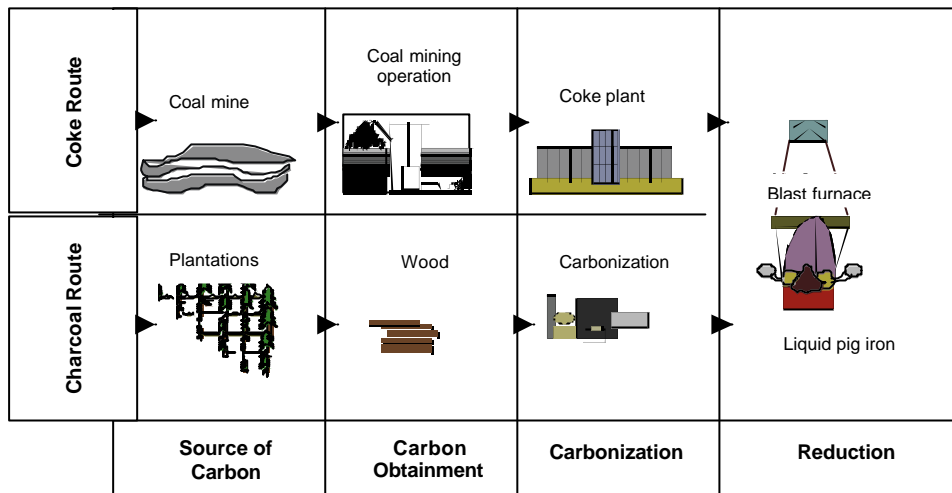 Coke Route
Coal mine
Coal mining
operation
Coke plant
Blast furnace
Charcoal Route
Plantations
Wood
Carbonization
Liquid pig iron
Source of
Carbon
Carbon
Obtainment
Carbonization
Reduction